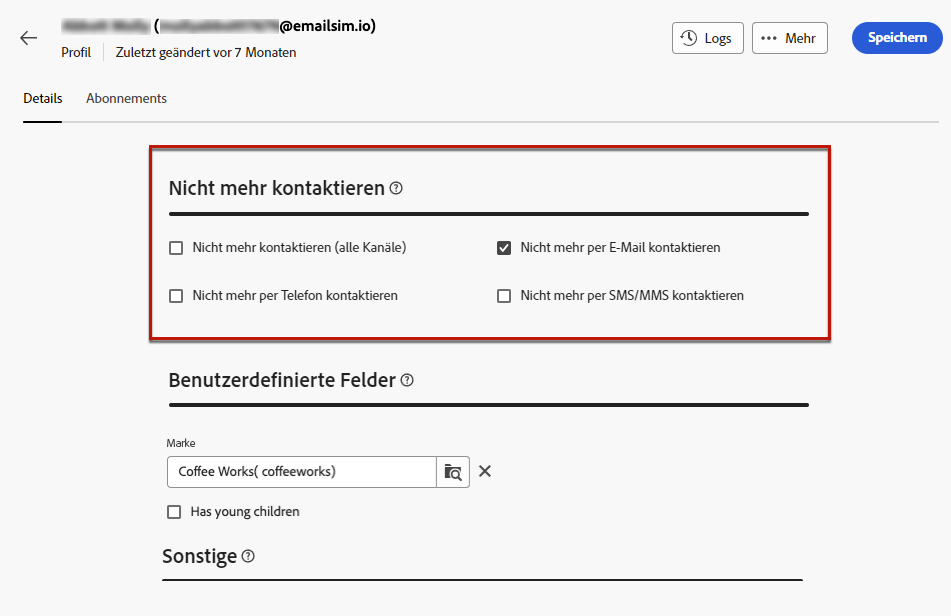 (@emailsim.io)
Profil Zuletzt geändert vor 7 Monaten
Logs
Mehr
Speichern
Details Abonnements
Nicht mehr kontaktieren
Nicht mehr kontaktieren (alle Kanäle) Nicht mehr per E-Mail kontaktieren
Nicht mehr per Telefon kontaktieren Nicht mehr per SMS/MMS kontaktieren
Benutzerdefinierte Felder
Marke
Coffee Works( coffeeworks)
Has young children
Sonstige